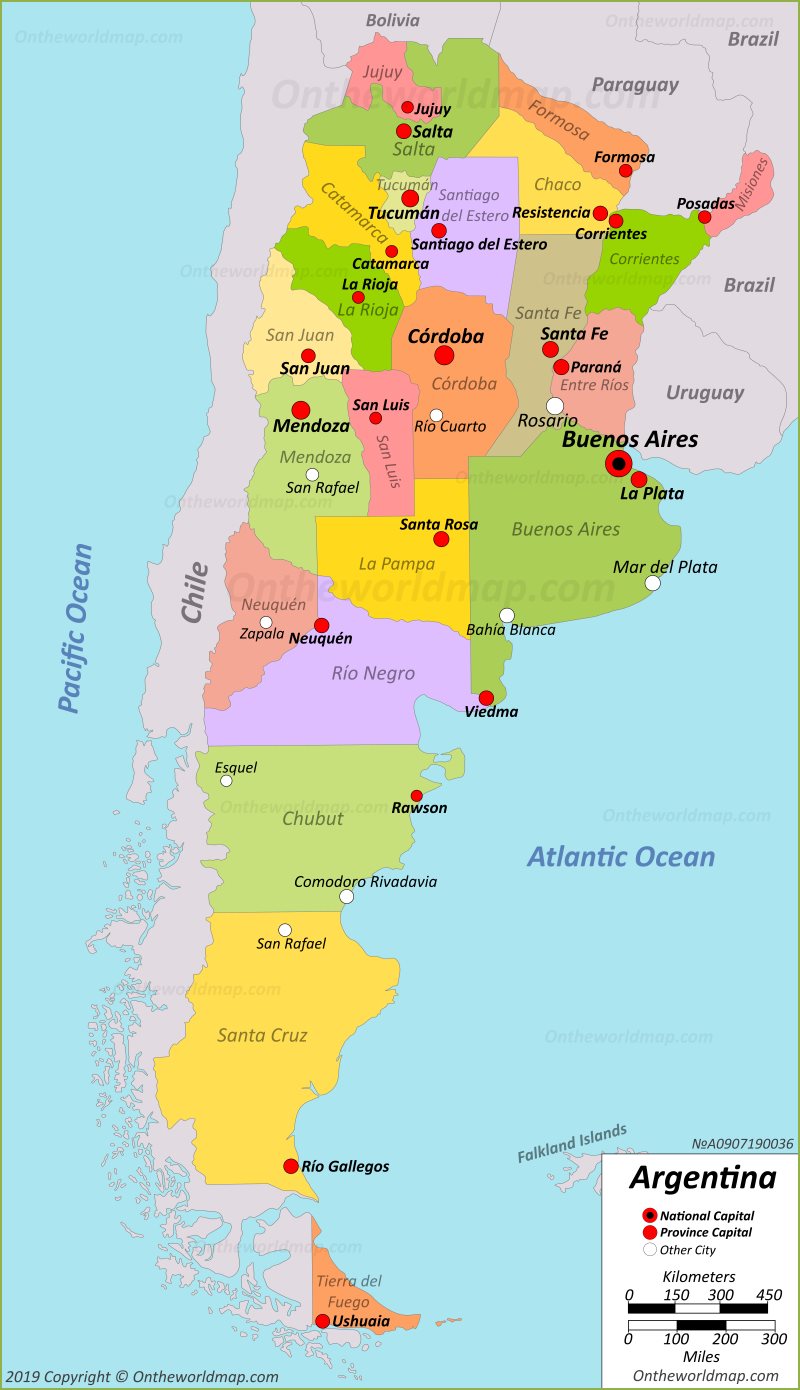 Bolivia
Ontheworldmap.com
Brazil
Jujuy
Paraguay
Ontheworldmap.com
Jujuy
Formosa
Salta
Salta
Formosa
Misiones
Tucumán
Chaco
Santiago
del Estero
Catamarca
Tucumán
Resistencia
Posadas
Corrientes
Santiago del Estero
Catamarca
Corrientes
Ontheworldmap.com
Ontheworldmap.com
La Rioja
Brazil
La Rioja
Santa Fe
San Juan
Córdoba
Santa Fe
San Juan
Paraná
Córdoba
Entre Ríos
Uruguay
San Luis
Mendoza
Río Cuarto
Rosario
Buenos Aires
Mendoza
San Luis
San Rafael
Ontheworldmap.com
Ontheworldmap.com
La Plata
Santa Rosa
Buenos Aires
La Pampa
Mar del Plata
Chile
Pacific Ocean
Ontheworldmap.com
Neuquén
Zapala
Neuquén
Bahía Blanca
Río Negro
Viedma
Esquel
Ontheworldmap.com
Rawson
Chubut
Ontheworldmap.com
Atlantic Ocean
Comodoro Rivadavia
San Rafael
Ontheworldmap.com
Santa Cruz
Ontheworldmap.com
Falkland Islands
№A0907190036
Río Gallegos
Argentina
National Capital
Province Capital
Other City
Ontheworldmap.com
Kilometers
0 150 300 450
0 100 200 300
Miles
Tierra del
Fuego
Ushuaia
2019 Copyright © Ontheworldmap.com
Ontheworldmap.com